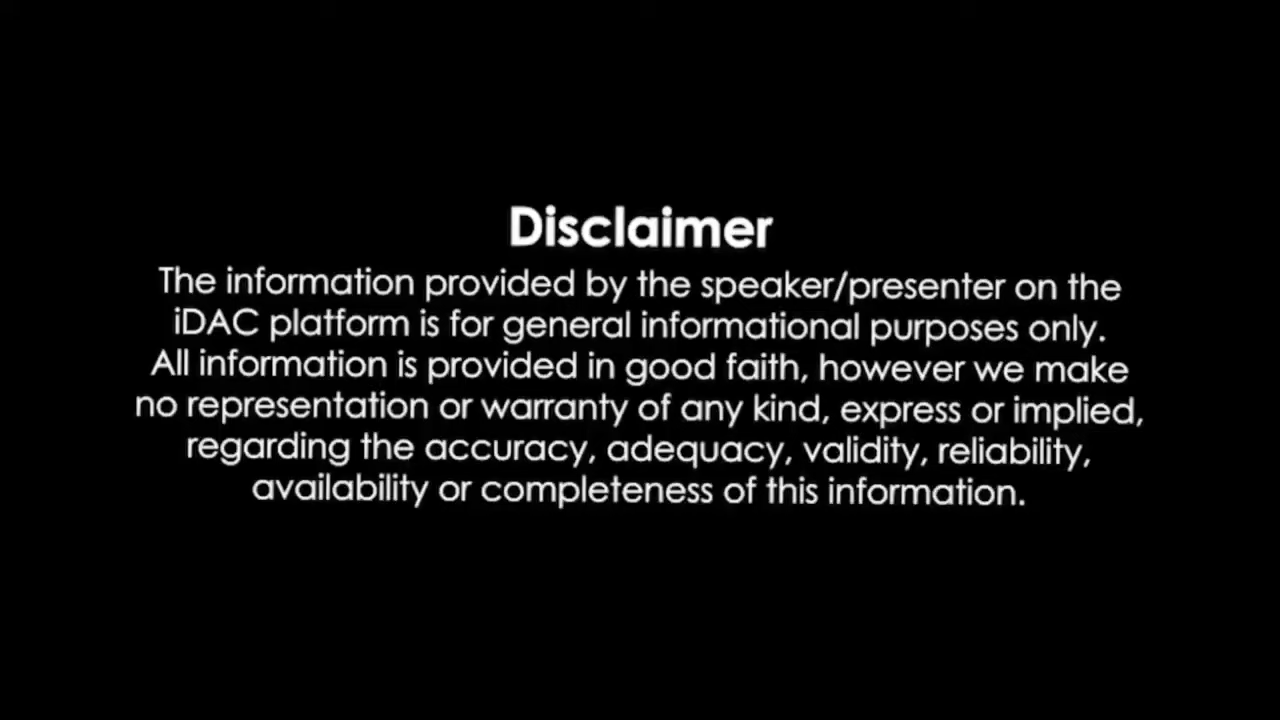 Disclaimer
The information provided by the speaker/presenter on the
iDAC platform is for general informational purposes only.
All information is provided in good faith, however we make
no representation or warranty of any kind, express or implied,
regarding the accuracy, adequacy, validity, reliability,
availability or completeness of this information.